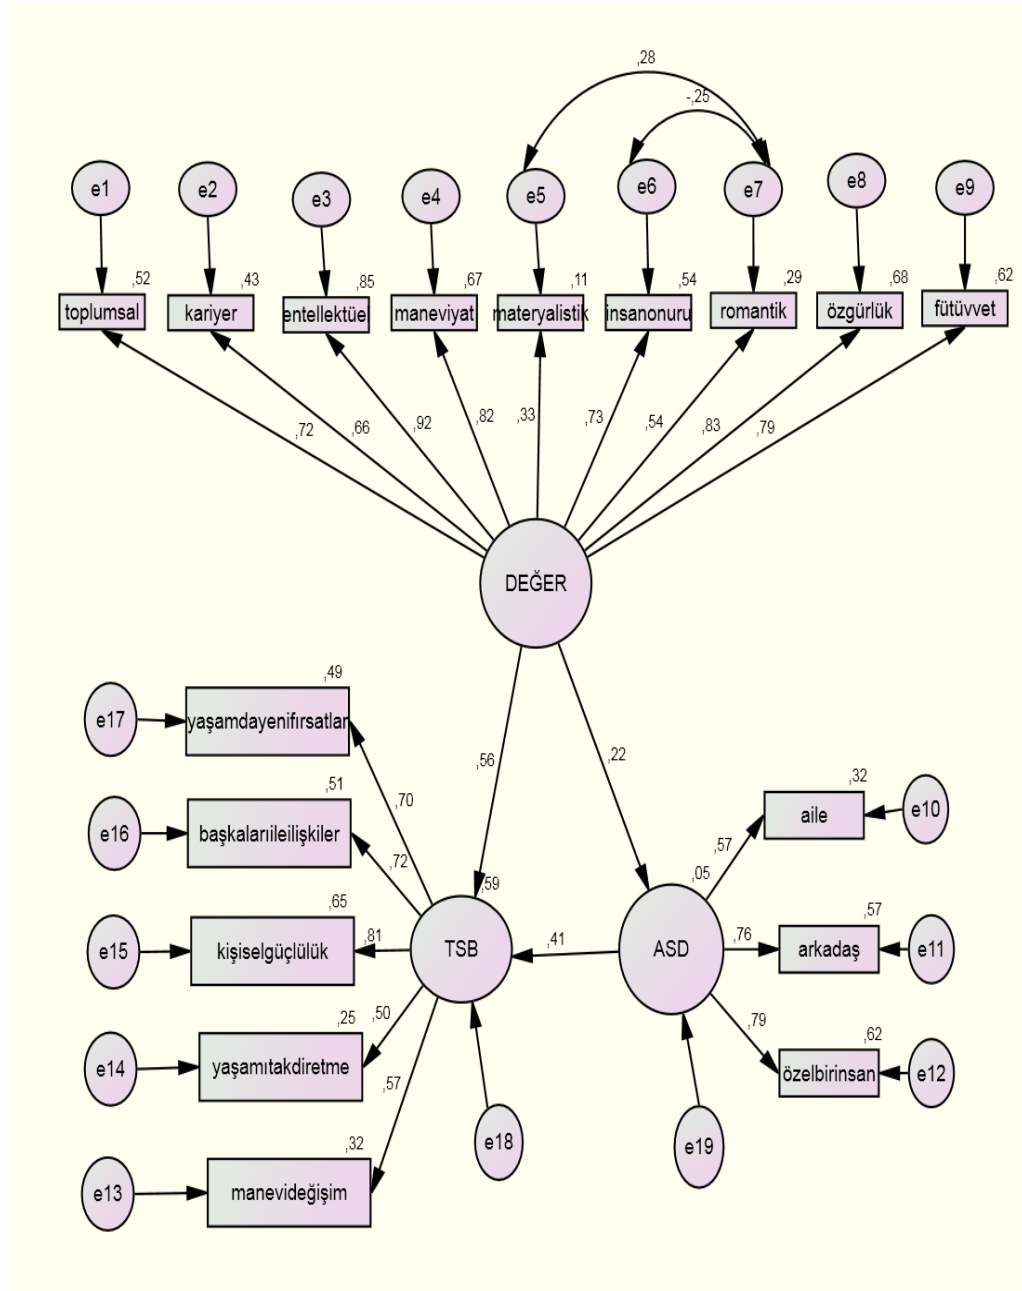 ,28
-,25
e1
e2
e3
e4
e5
e6
e7
e8
e9
,52
,43
,85
,67
,11
,54
,29
,68
,62
toplumsal
kariyer
entellektüel
maneviyat
materyalistik
insanonuru
romantik
özgürlük
fütüvvet
,72
,66
,92
,82
,33
,73
,54
,83
,79
DEĞER
,56
,22
e17
yaşamdayenifırsatlar
,49
,70
e16
başkalarıileilişkiler
,51
,72
e15
kişiselgüçlülük
,65
,81
e14
yaşamıtakdiretme
,25
,50
e13
manevideğişim
,32
,57
TSB
,59
e18
,41
ASD
,05
e19
,57
aile
,32
e10
,76
arkadaş
,57
e11
,79
özelbirinsan
,62
e12